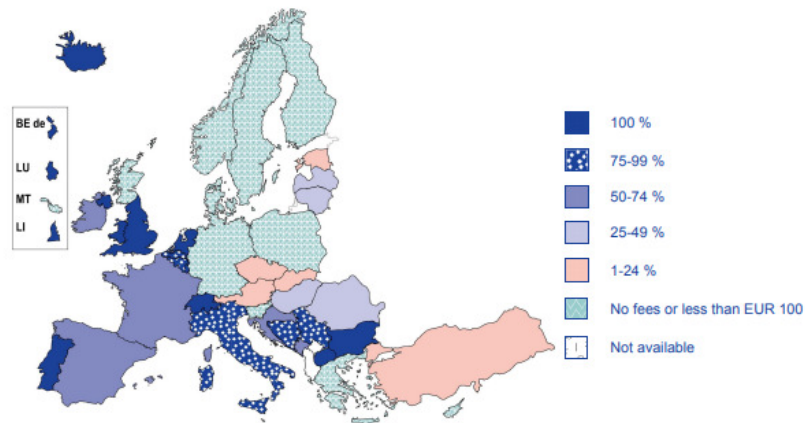 BE de
LU
MT
LI
100 %
75-99 %
50-74 %
25-49 %
1-24 %
No fees or less than EUR 100
Not available